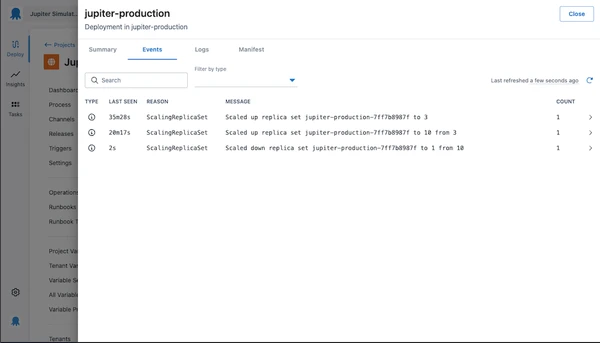 Jupiter Simulat...
jupiter-production
Deployment in jupiter-production
Close
Deploy
Insights
Tasks
Projects
Ju
Dashboard
Process
Channels
Releases
Triggers
Settings
Operations
Runbooks
Runbook T
Project Va
Tenant Va
Variable Se
All Variabl
Variable P
Tenants
Summary Events Logs Manifest
Search
Filter by type
Last refreshed a few seconds ago
TYPE LAST SEEN REASON MESSAGE COUNT
35m28s ScalingReplicaSet Scaled up replica set jupiter-production-7ff7b8987f to 3 1
20m17s ScalingReplicaSet Scaled up replica set jupiter-production-7ff7b8987f to 10 from 3 1
2s ScalingReplicaSet Scaled down replica set jupiter-production-7ff7b8987f to 1 from 10 1